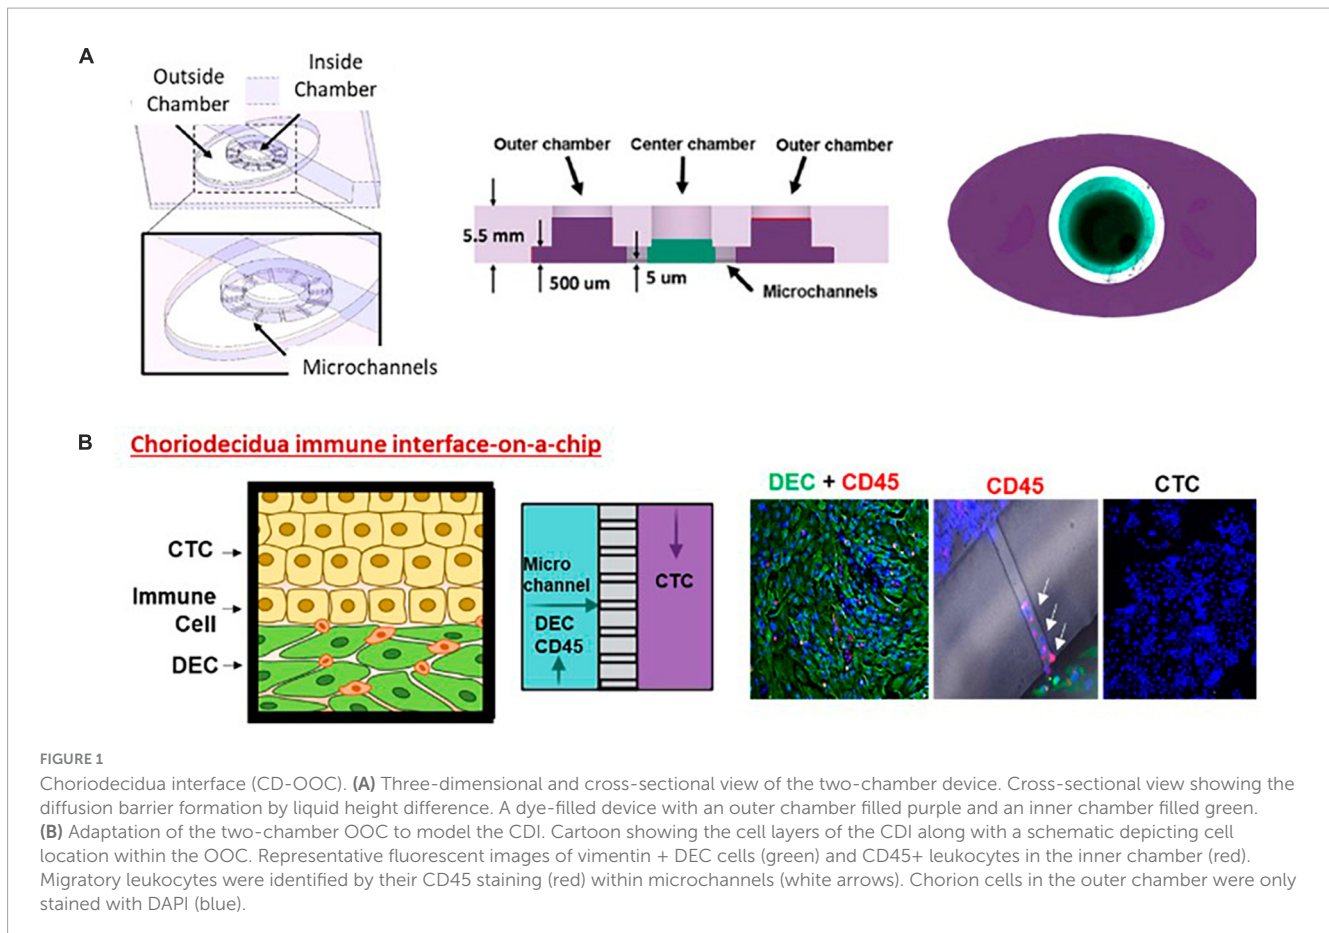 A
Outside
Chamber
Inside
Chamber
Microchannels
Outer chamber
Center chamber
Outer chamber
5.5 mm
500 um
5 um
Microchannels
B
Choriodecidua immune interface-on-a-chip
CTC
Immune
Cell
DEC
Micro
channel
DEC
CD45
CTC
DEC + CD45
CD45
CTC
FIGURE 1
Choriodecidua interface (CD-OOC). (A) Three-dimensional and cross-sectional view of the two-chamber device. Cross-sectional view showing the
diffusion barrier formation by liquid height difference. A dye-filled device with an outer chamber filled purple and an inner chamber filled green.
(B) Adaptation of the two-chamber OOC to model the CDI. Cartoon showing the cell layers of the CDI along with a schematic depicting cell
location within the OOC. Representative fluorescent images of vimentin + DEC cells (green) and CD45+ leukocytes in the inner chamber (red).
Migratory leukocytes were identified by their CD45 staining (red) within microchannels (white arrows). Chorion cells in the outer chamber were only
stained with DAPI (blue).